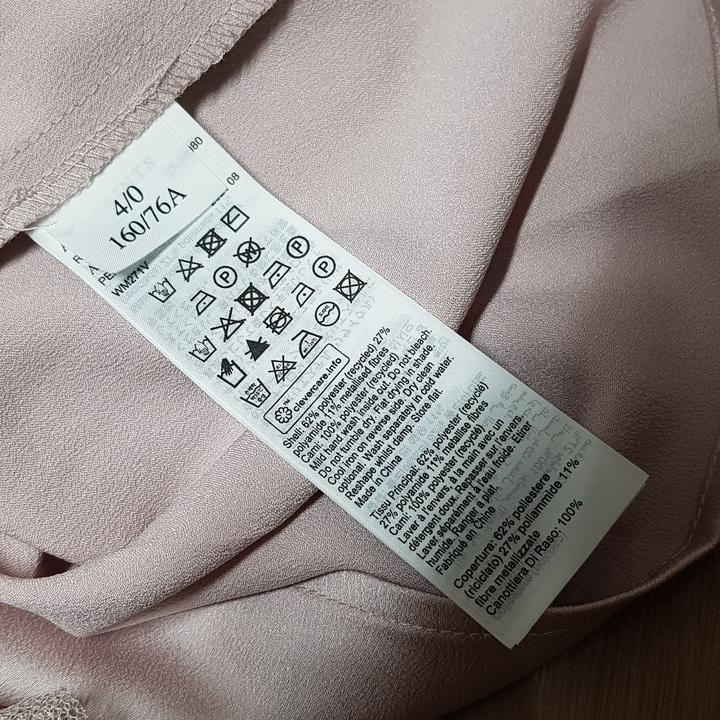 4/0
160/76A
080
08
WM271V
clevercare.info
Shell: 62% polyester (recycled) 27%
polyamide 11% metallised fibres
Cami: 100% polyester (recycled)
Mild hand wash inside out. Do not bleach.
Do not tumble dry. Flat drying in shade.
Cool iron on reverse side. Dry clean
optional. Wash separately in cold water.
Reshape whilst damp. Store flat.
Made in China
Tissu Principal: 62% polyester (recyclé)
27% polyamide 11% metallise fibres
Cami: 100% polyester (recyclé)
Laver à l'envers, à la main avec un
détergent doux. Repasser sur l'envers.
Laver séparément à l'eau froide. Etirer
humide. Ranger à plat.
Fabriqué en Chine
Copertura: 62% poliestere
(riciclato) 27% poliammide 11%
fibre metallizzate
Canottiera Di Raso: 100%